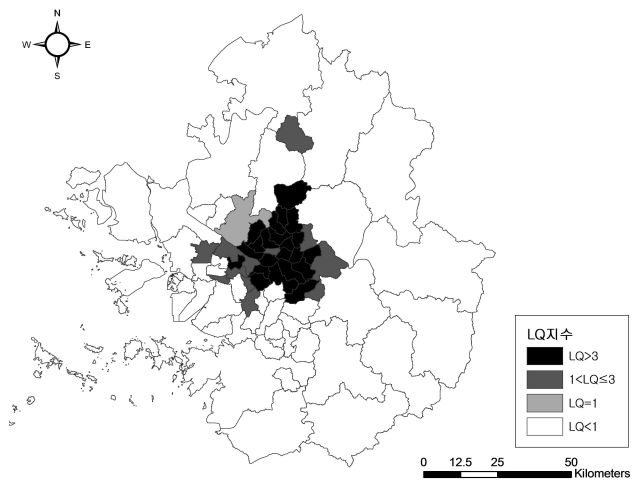 N
W E
S
LQ지수
LQ>3
1<LQ≤3
LQ=1
LQ<1
0 12.5 25 50
Kilometers